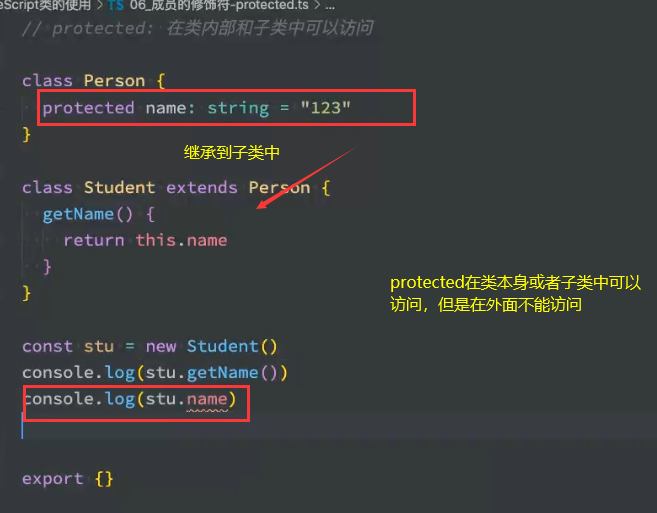 eScript类的使用 > TS 06_成员的修饰符-protected.ts > ...
// protected: 在类内部和子类中可以访问
class Person {
protected name: string = "123"
}
继承到子类中
class Student extends Person {
getName() {
return this.name
}
}
protected在类本身或者子类中可以
访问，但是在外面不能访问
const stu = new Student()
console.log(stu.getName())
console.log(stu.name)
export {}